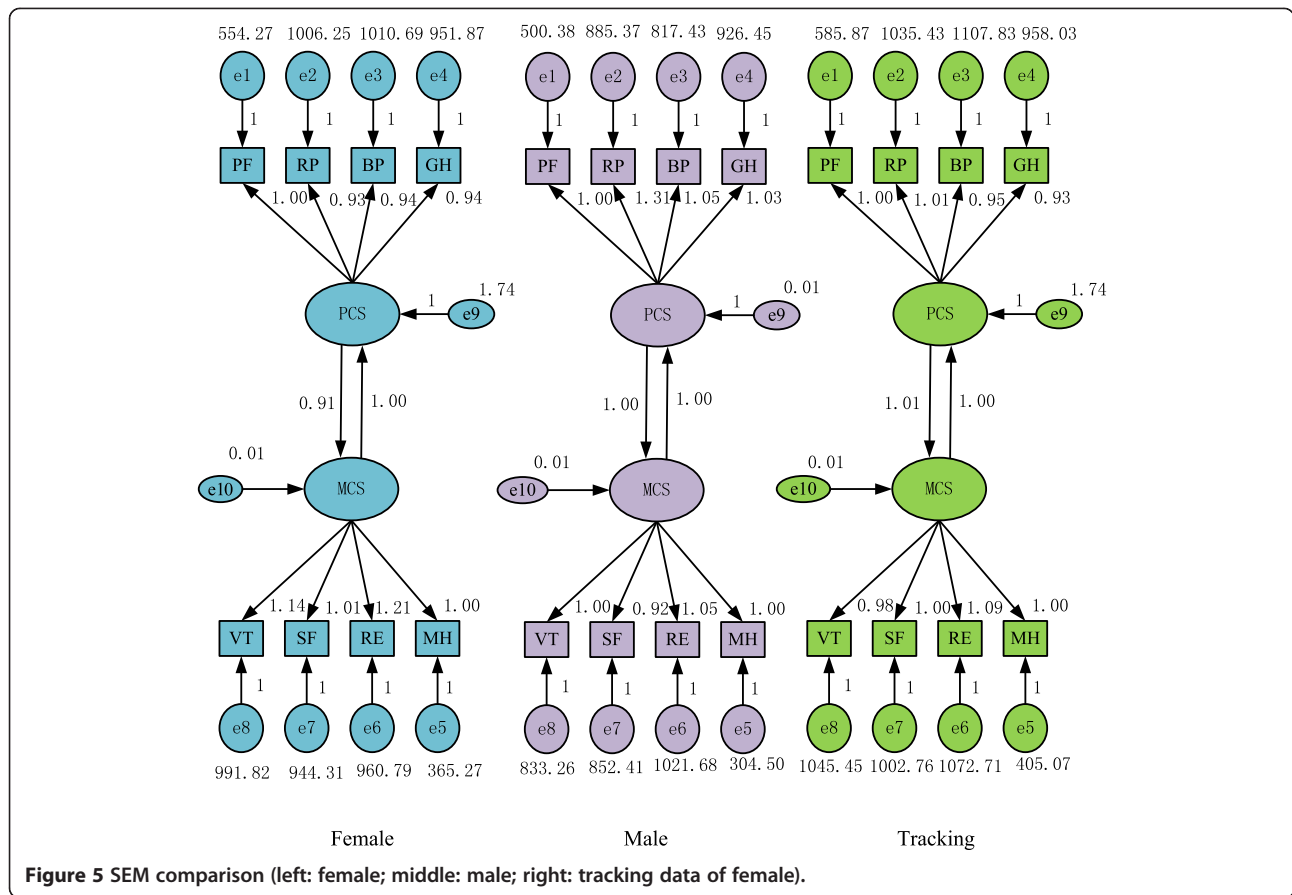 554.27 1006.25 1010.69 951.87 500.38 885.37 817.43 926.45 585.87 1035.43 1107.83 958.03
e1 e2 e3 e4 e1 e2 e3 e4 e1 e2 e3 e4
1 1 1 1 1 1 1 1 1 1 1 1
PF RP BP GH PF RP BP GH PF RP BP GH
1.00 0.93 0.94 0.94 1.00 1.31 1.05 1.03 1.00 1.01 0.95 0.93
1.74 0.01 1.74
PCS 1 e9 PCS 1 e9 PCS 1 e9
0.91 1.00 1.00 1.00 1.01 1.00
0.01 0.01 0.01
e10 MCS e10 MCS e10 MCS
1.14 1.01 1.21 1.00 1.00 0.92 1.05 1.00 0.98 1.00 1.09 1.00
VT SF RE MH VT SF RE MH VT SF RE MH
1 1 1 1 1 1 1 1 1 1 1 1
e8 e7 e6 e5 e8 e7 e6 e5 e8 e7 e6 e5
991.82 944.31 960.79 365.27 833.26 852.41 1021.68 304.50 1045.45 1002.76 1072.71 405.07
Female Male Tracking
Figure 5 SEM comparison (left: female; middle: male; right: tracking data of female).